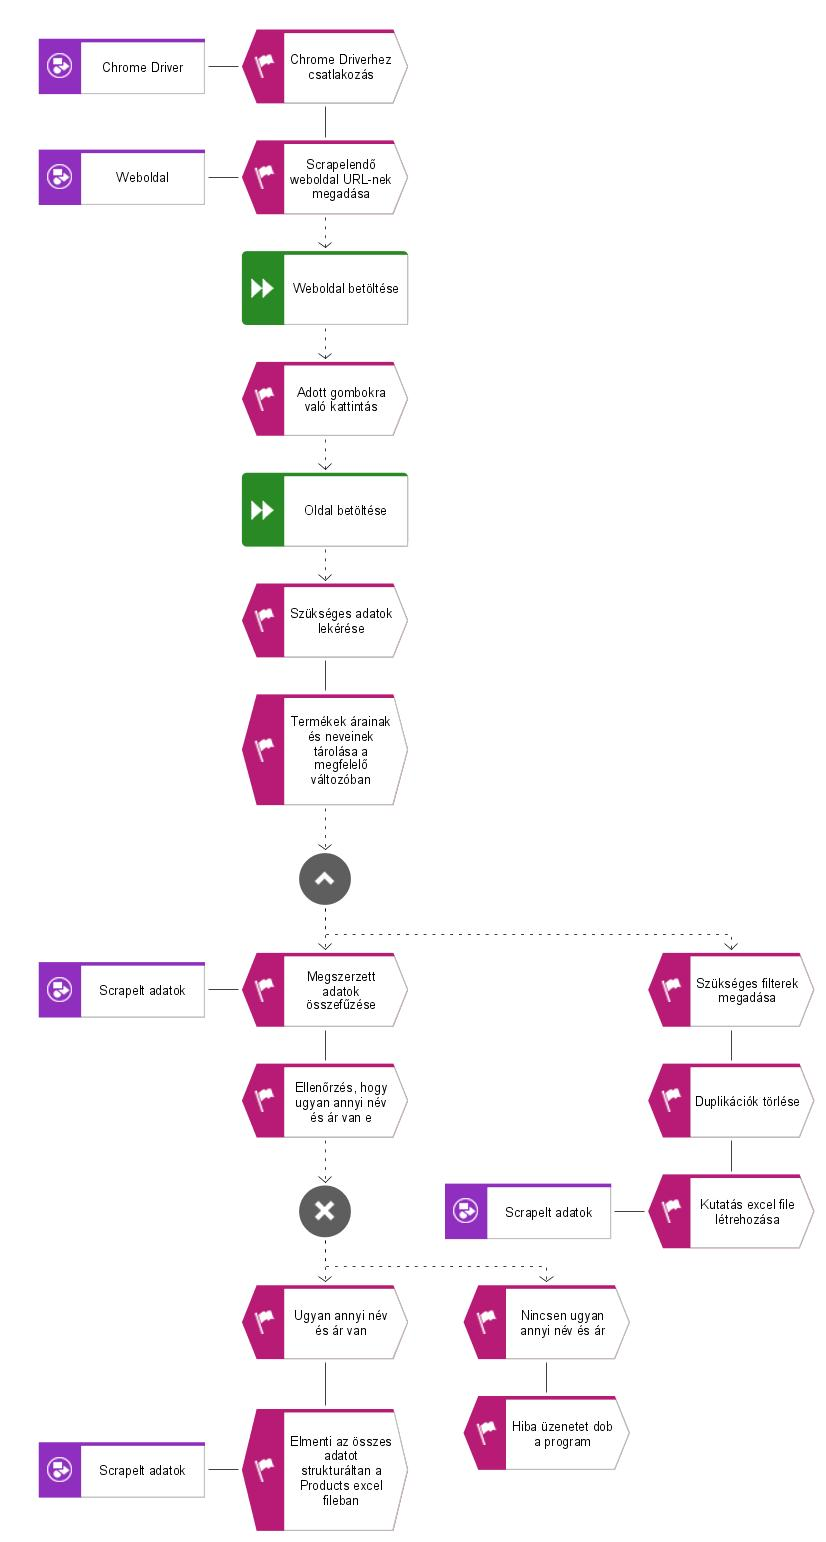 Chrome Driver
Chrome Driverhez
csatlakozás
Weboldal
Scrapelendő
weboldal URL-nek
megadása
Weboldal betöltése
Adott gombokra
való kattintás
Oldal betöltése
Szükséges adatok
lekérése
Termékek árainak
és neveinek
tárolása a
megfelelő
változóban
Scrapelt adatok
Megszerzett
adatok
összefűzése
Szükséges filterek
megadása
Ellenőrzés, hogy
ugyan annyi név
és ár van e
Duplikációk törlése
Scrapelt adatok
Kutatás excel file
létrehozása
Ugyan annyi név
és ár van
Nincsen ugyan
annyi név és ár
Scrapelt adatok
Elmenti az összes
adatot
strukturáltan a
Products excel
fileban
Hiba üzenetet dob
a program